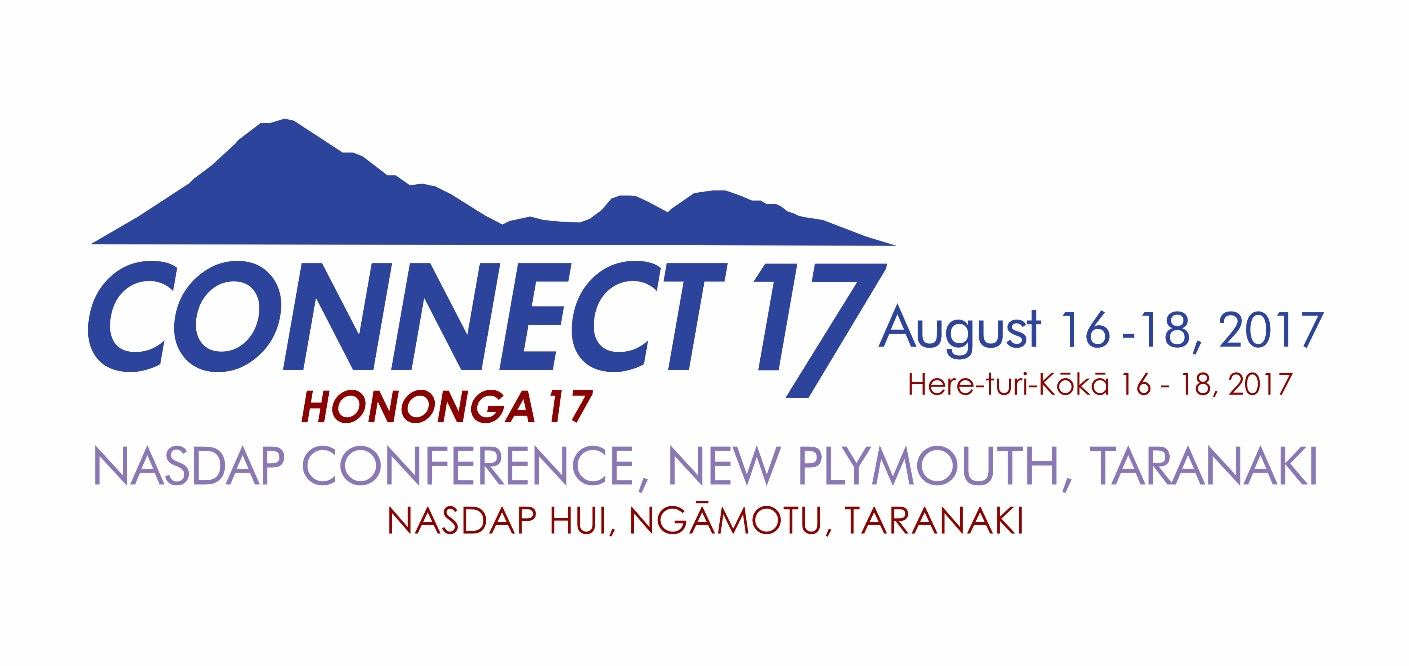 CONNECT 17
August 16 -18, 2017
HONONGA 17
Here-turi-Kōkā 16 - 18, 2017
NASDAP CONFERENCE, NEW PLYMOUTH, TARANAKI
NASDAP HUI, NGĀMOTU, TARANAKI